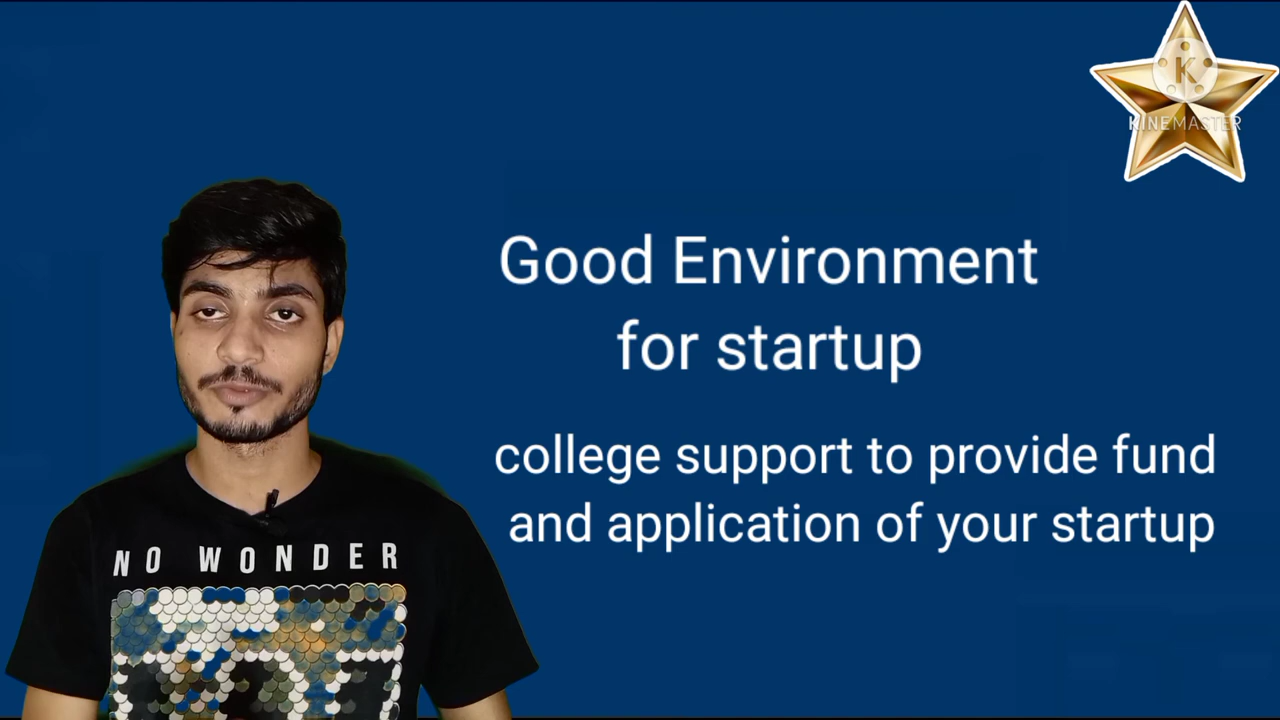 K
KINEMASTER
Good Environment
for startup
college support to provide fund
and application of your startup
NO WONDER